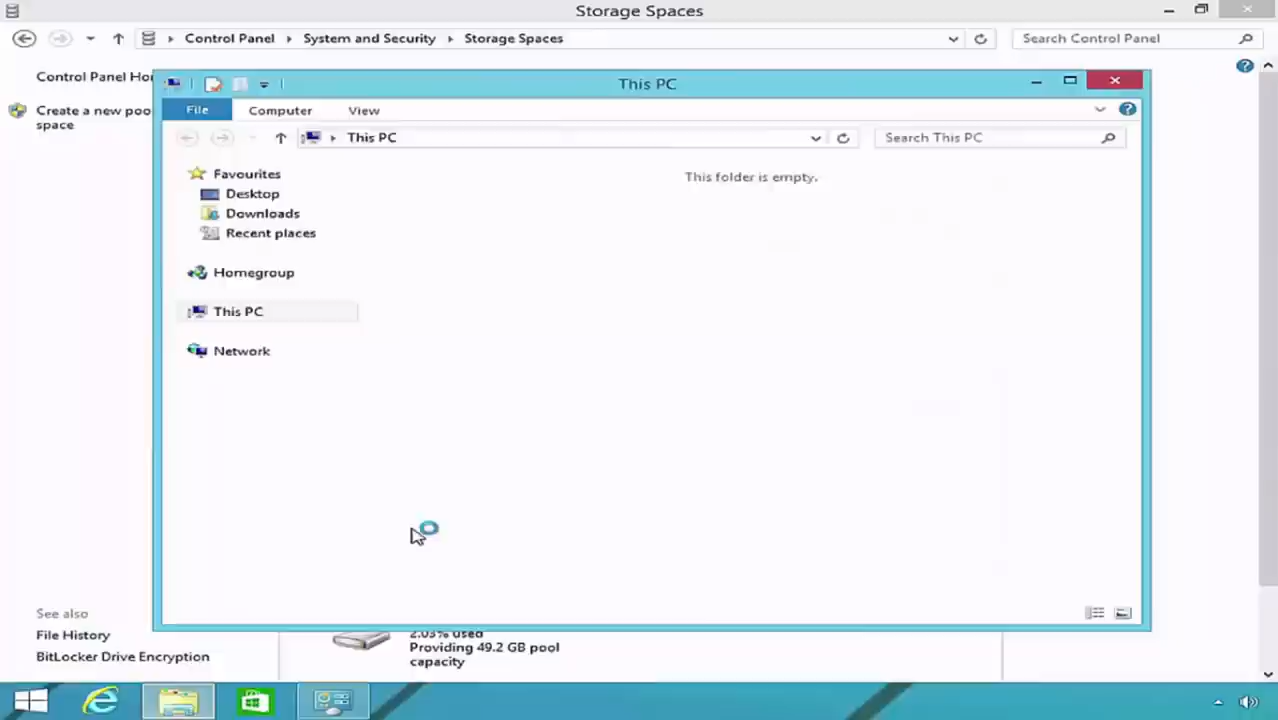 Storage Spaces
Control Panel
System and Security
Storage Spaces
Search Control Panel
Control Panel Ho
Create a new poo
space
This PC
File
Computer
View
This PC
Search This PC
Favourites
Desktop
Downloads
Recent places
Homegroup
This PC
Network
This folder is empty.
See also
File History
BitLocker Drive Encryption
2.03% used
Providing 49.2 GB pool
capacity